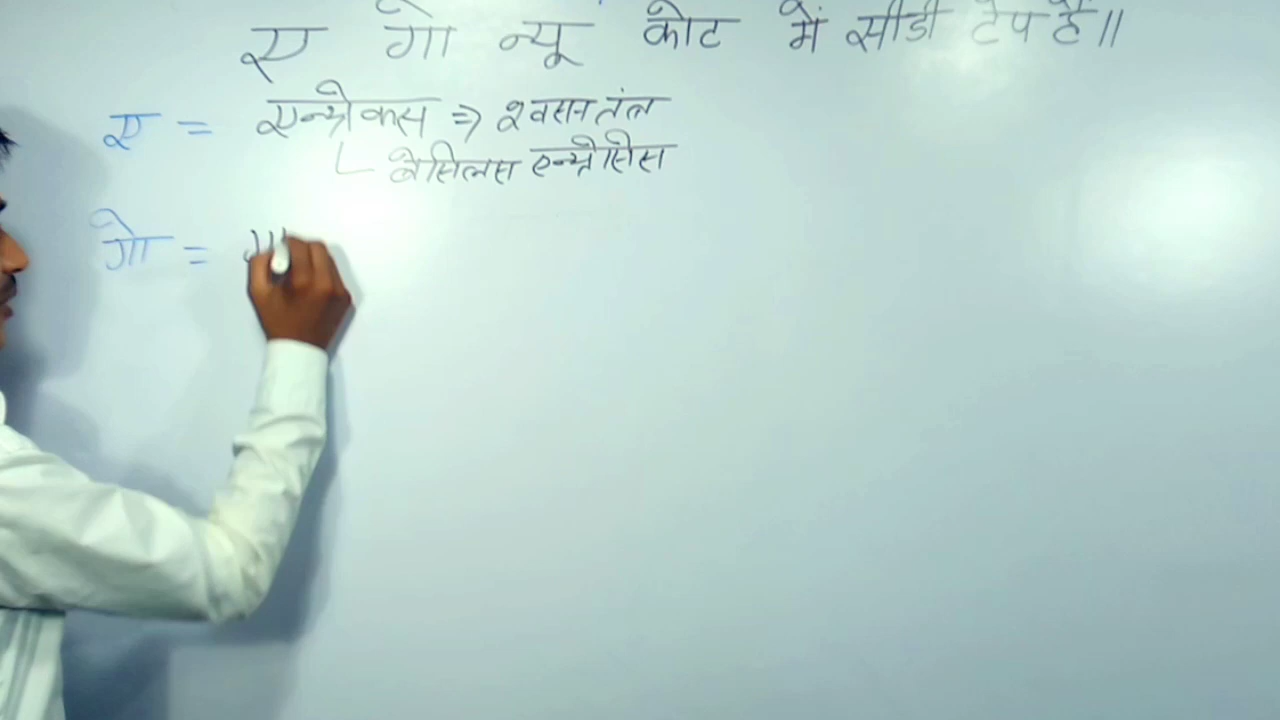 ए गो न्यू कोट में सीडी टेप है॥
ए = एन्थ्रेक्स ⇒ श्वसन तंत्र
└ बेसिलस एन्थ्रेसिस
गो =